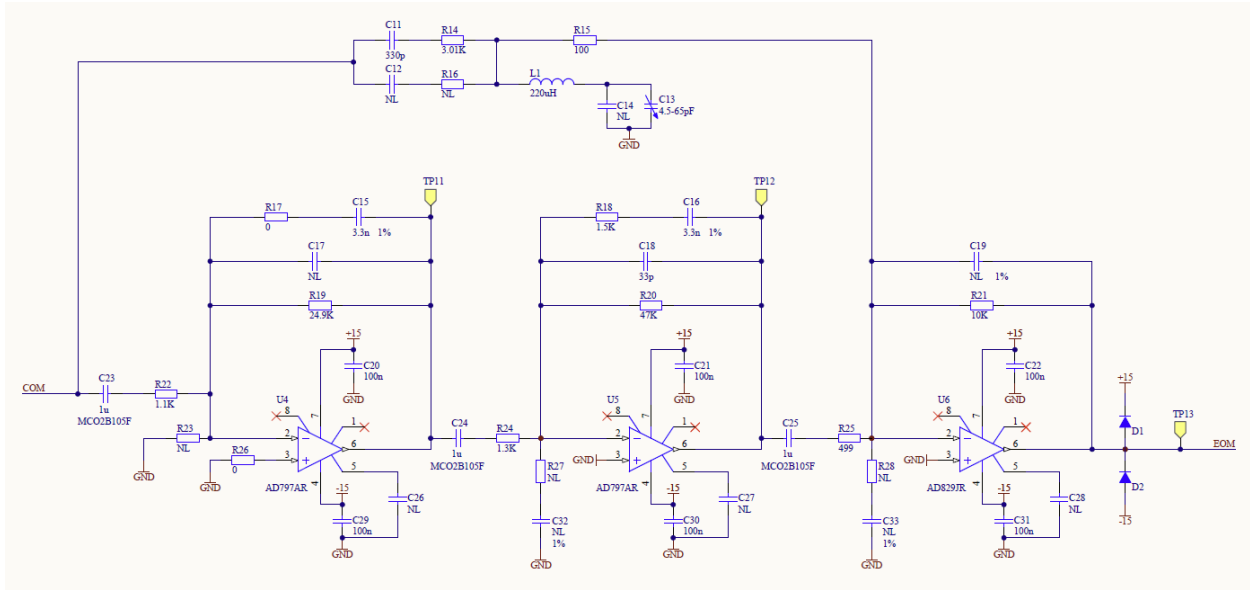 C11
330p
R14
3.01K
R15
100
C12
NL
R16
NL
L1
220uH
C14
NL
C13
4.5-65pF
GND
TP11
TP12
R17
0
C15
3.3n 1%
R18
1.5K
C16
3.3n 1%
C17
NL
C18
33p
C19
NL 1%
R19
24.9K
R20
47K
R21
10K
+15
C20
100n
GND
+15
C21
100n
GND
+15
C22
100n
GND
COM
C23
1u
MCO2B105F
R22
1.1K
R23
NL
GND
R26
0
GND
U4
8
7
1
2
3
6
5
4
AD797AR
-15
C29
100n
GND
C26
NL
C24
1u
MCO2B105F
R24
1.3K
R27
NL
C32
NL
1%
GND
U5
8
7
1
2
GND
3
6
5
4
AD797AR
-15
C30
100n
GND
C27
NL
C25
1u
MCO2B105F
R25
499
R28
NL
C33
NL
1%
GND
U6
8
7
1
2
GND
3
6
5
4
AD829JR
-15
C31
100n
GND
C28
NL
+15
D1
TP13
EOM
D2
-15